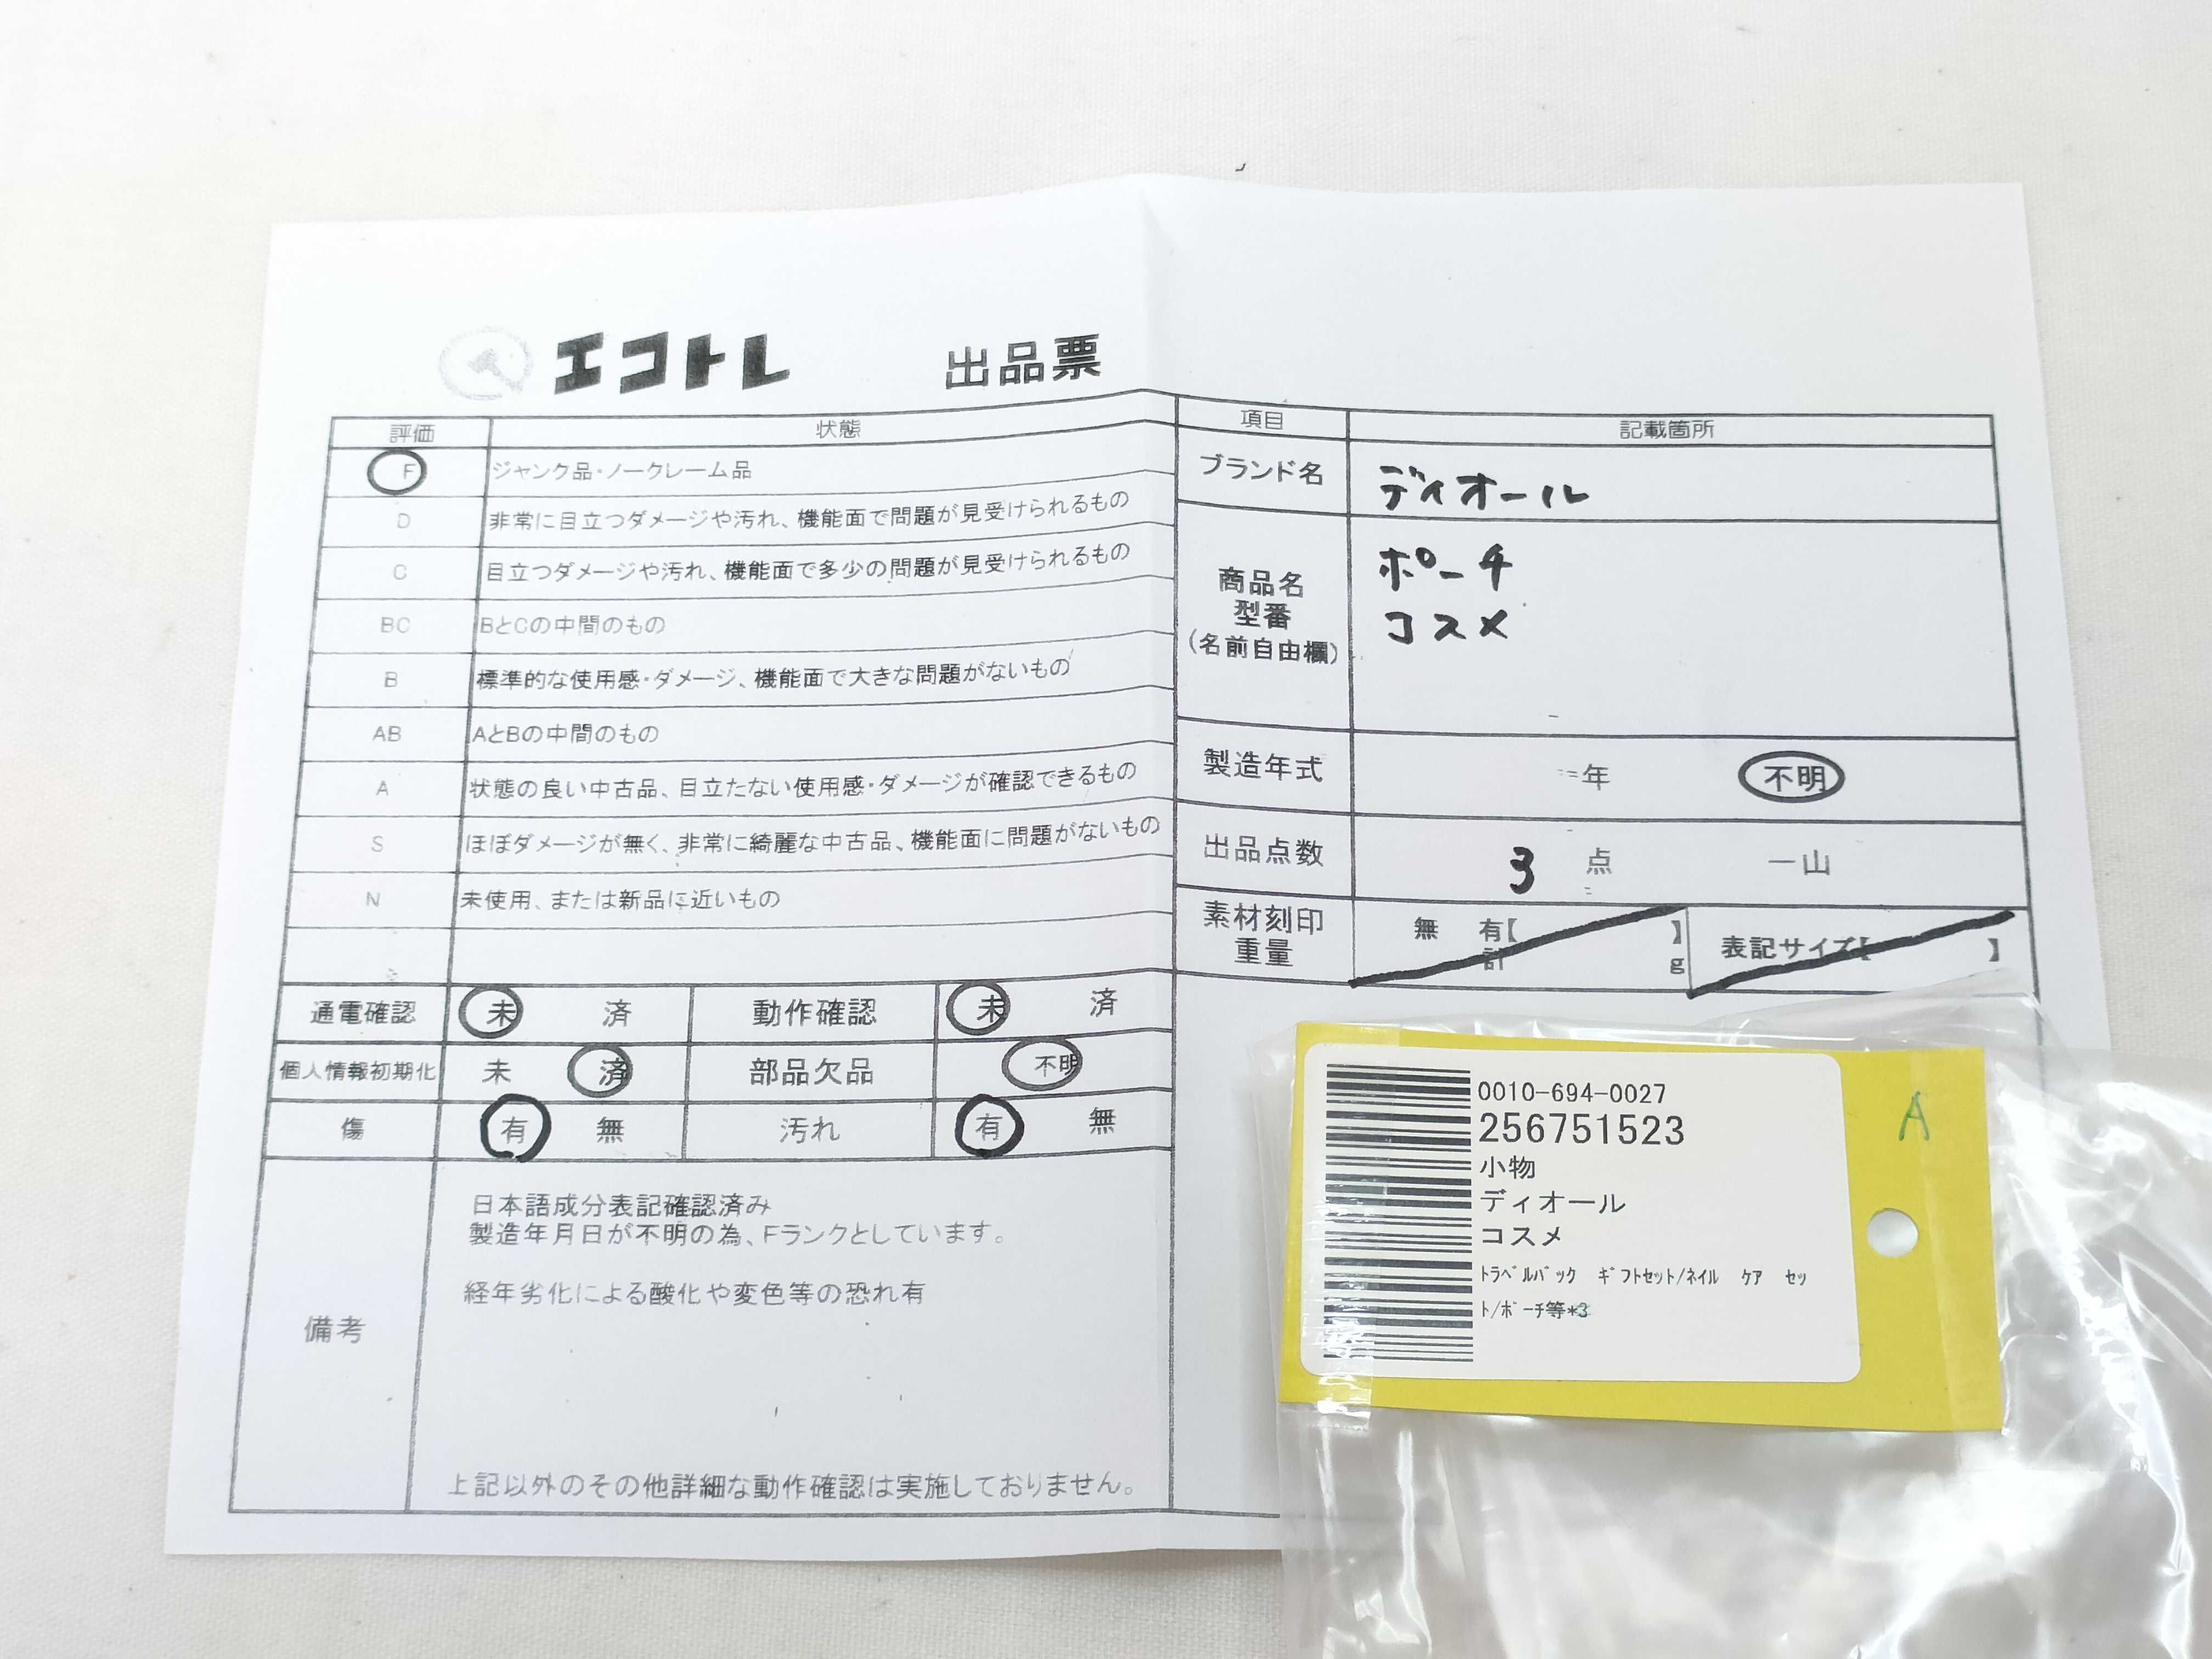 エコトレ 出品票
評価 状態
F ジャンク品・ノークレーム品
D 非常に目立つダメージや汚れ、機能面で問題が見受けられるもの
C 目立つダメージや汚れ、機能面で多少の問題が見受けられるもの
BC BとCの中間のもの
B 標準的な使用感・ダメージ、機能面で大きな問題がないもの
AB AとBの中間のもの
A 状態の良い中古品、目立たない使用感・ダメージが確認できるもの
S ほぼダメージが無く、非常に綺麗な中古品、機能面に問題がないもの
N 未使用、または新品に近いもの
通電確認 未 済 動作確認 未 済
個人情報初期化 未 済 部品欠品 不明
傷 有 無 汚れ 有 無
備考
日本語成分表記確認済み
製造年月日が不明の為、Fランクとしています。
経年劣化による酸化や変色等の恐れ有
上記以外のその他詳細な動作確認は実施しておりません。
項目 記載箇所
ブランド名 ディオール
商品名
型番
(名前自由欄)
ポーチ
コスメ
製造年式 年 不明
出品点数 3 点 一山
素材刻印
重量
無 有【 】
計 g
表記サイズ【 】
0010-694-0027
256751523
小物
ディオール
コスメ
ﾄﾗﾍﾞﾙﾊﾞｯｸ ｷﾞﾌﾄｾｯﾄ/ﾈｲﾙ ｹｱ ｾｯ
ﾄ/ﾎﾟｰﾁ等*3
A